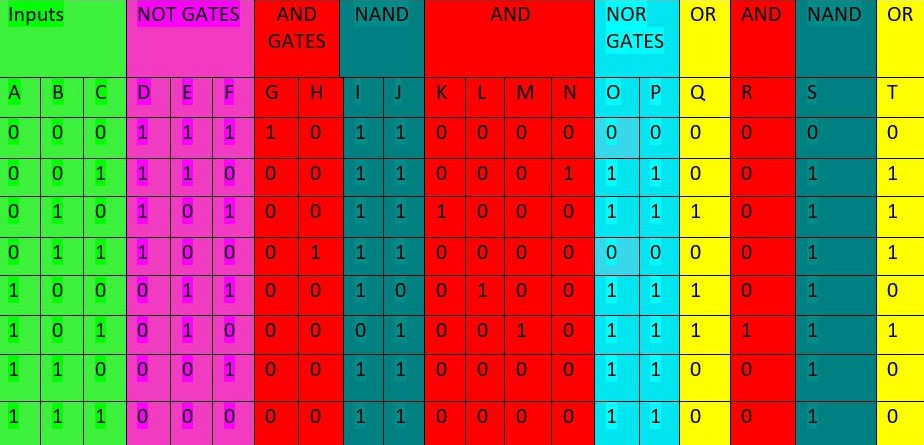 Inputs NOT GATES AND GATES NAND AND NOR GATES OR AND NAND OR
A B C D E F G H I J K L M N O P Q R S T
0 0 0 1 1 1 1 0 1 1 0 0 0 0 0 0 0 0 0 0
0 0 1 1 1 0 0 0 1 1 0 0 0 1 1 1 0 0 1 1
0 1 0 1 0 1 0 0 1 1 1 0 0 0 1 1 1 0 1 1
0 1 1 1 0 0 0 1 1 1 0 0 0 0 0 0 0 0 1 1
1 0 0 0 1 1 0 0 1 0 0 1 0 0 1 1 1 0 1 0
1 0 1 0 1 0 0 0 0 1 0 0 1 0 1 1 1 1 1 1
1 1 0 0 0 1 0 0 1 1 0 0 0 0 1 1 0 0 1 0
1 1 1 0 0 0 0 0 1 1 0 0 0 0 1 1 0 0 1 0